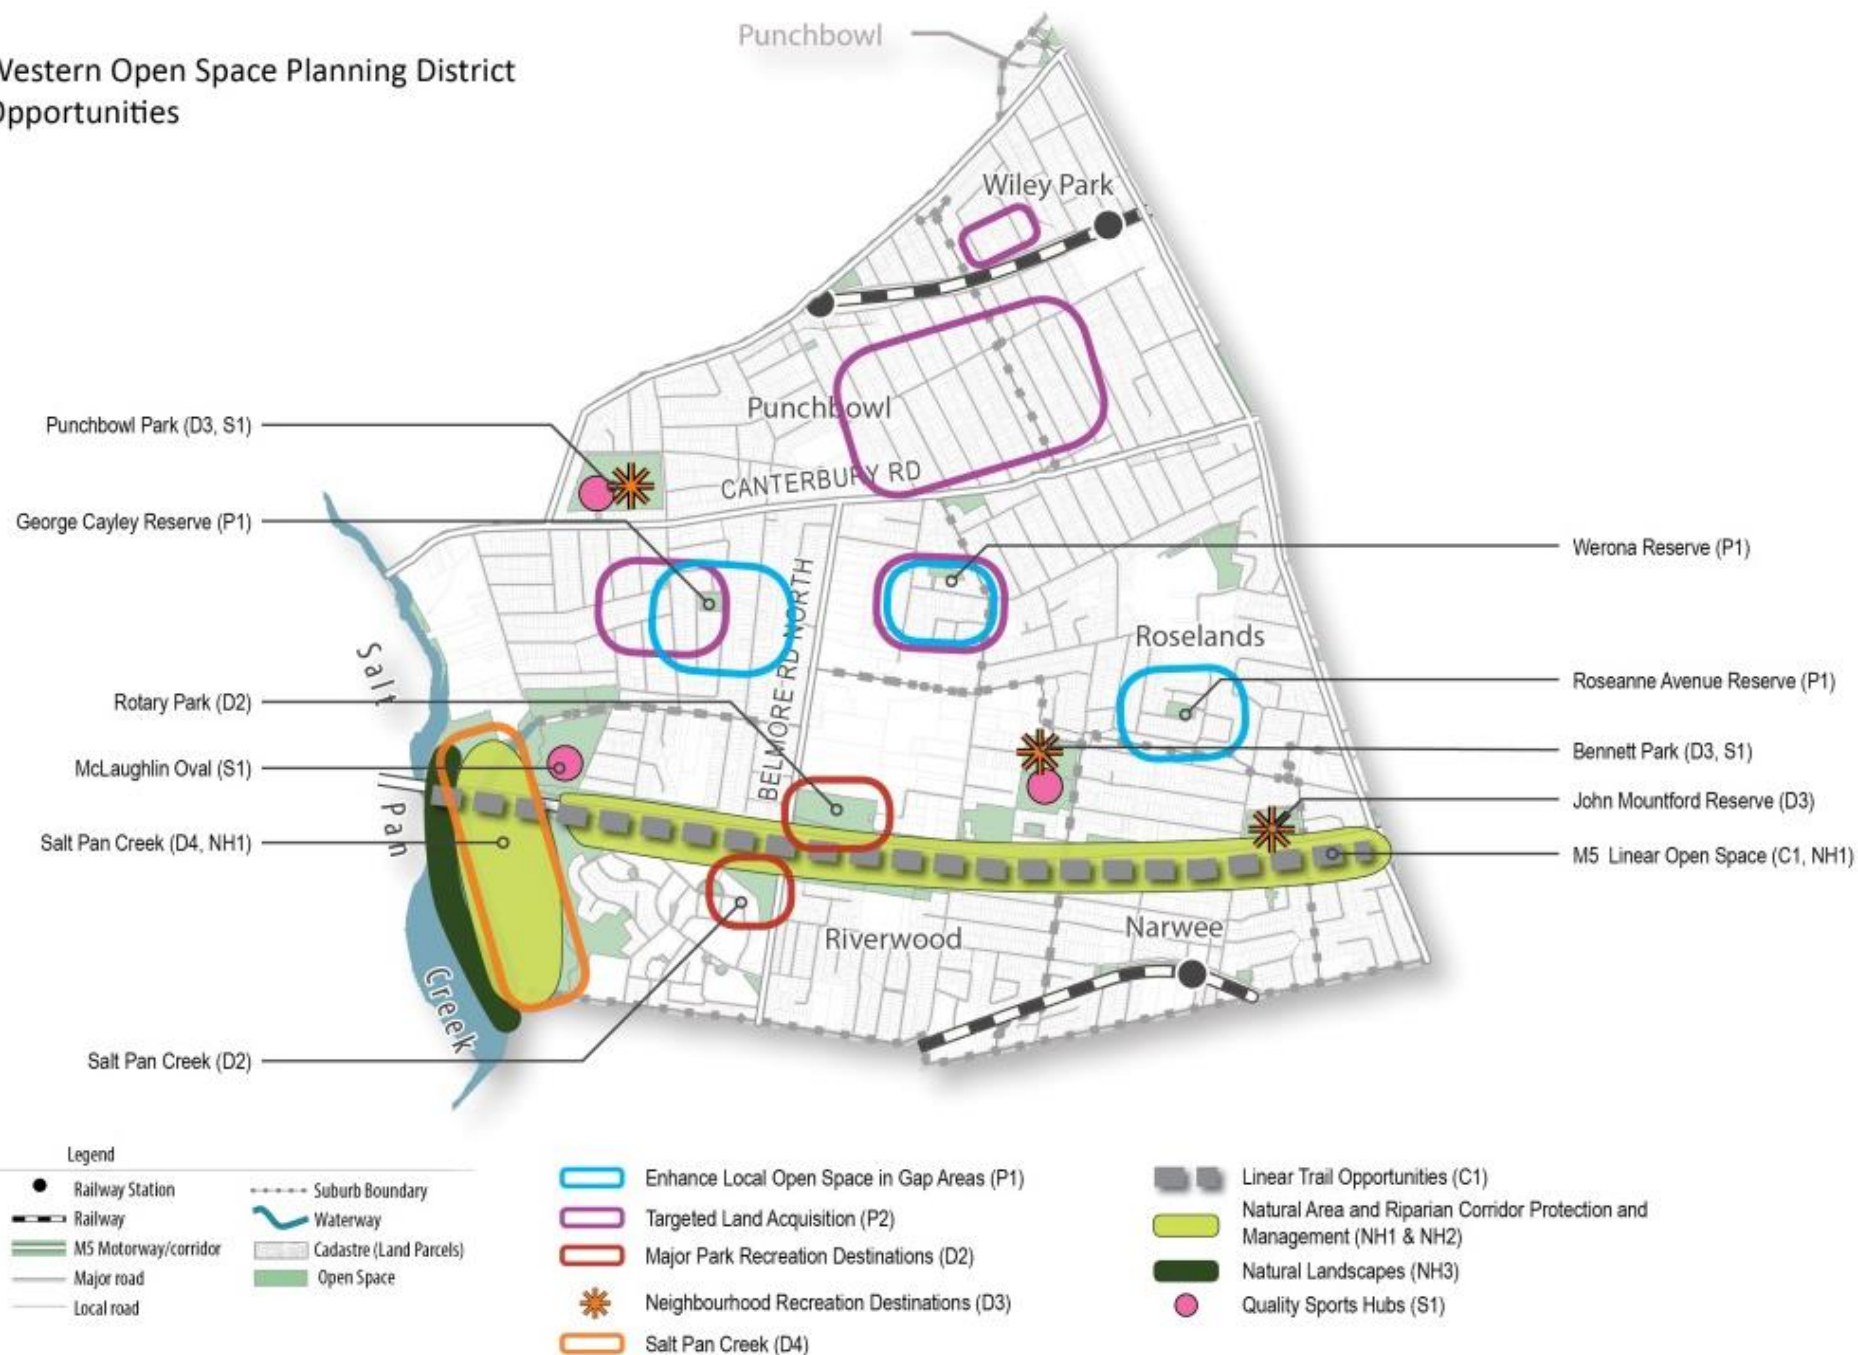 Western Open Space Planning District
Opportunities
Punchbowl
Wiley Park
Punchbowl
CANTERBURY RD
BELMORE RD NORTH
Roselands
Riverwood
Narwee
Salt
Pan
Creek
Punchbowl Park (D3, S1)
George Cayley Reserve (P1)
Rotary Park (D2)
McLaughlin Oval (S1)
Salt Pan Creek (D4, NH1)
Salt Pan Creek (D2)
Werona Reserve (P1)
Roseanne Avenue Reserve (P1)
Bennett Park (D3, S1)
John Mountford Reserve (D3)
M5 Linear Open Space (C1, NH1)
Legend
Railway Station
Railway
M5 Motorway/corridor
Major road
Local road
Suburb Boundary
Waterway
Cadastre (Land Parcels)
Open Space
Enhance Local Open Space in Gap Areas (P1)
Targeted Land Acquisition (P2)
Major Park Recreation Destinations (D2)
Neighbourhood Recreation Destinations (D3)
Salt Pan Creek (D4)
Linear Trail Opportunities (C1)
Natural Area and Riparian Corridor Protection and
Management (NH1 & NH2)
Natural Landscapes (NH3)
Quality Sports Hubs (S1)